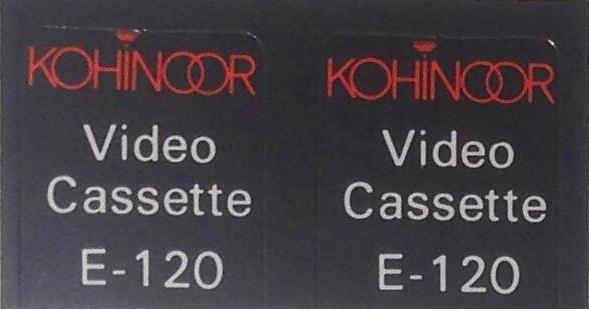 KOHINOOR KOHINOOR
Video Video
Cassette Cassette
E-120 E-120